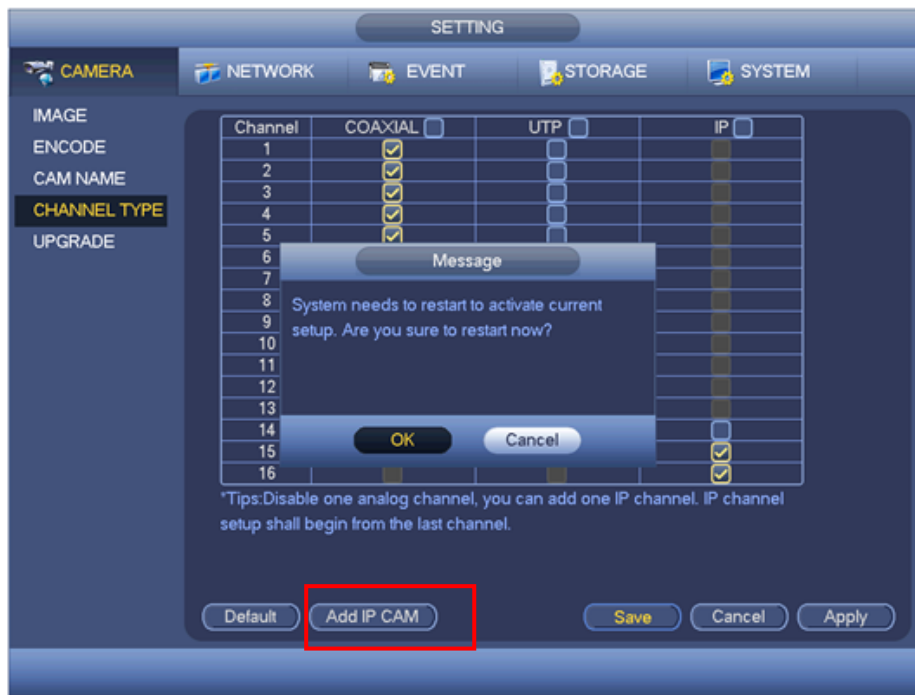 SETTING
CAMERA NETWORK EVENT STORAGE SYSTEM
IMAGE
ENCODE
CAM NAME
CHANNEL TYPE
UPGRADE
Channel COAXIAL UTP IP
1
2
3
4
5
6
7
8
9
10
11
12
13
14
15
16
Message
System needs to restart to activate current
setup. Are you sure to restart now?
OK Cancel
*Tips:Disable one analog channel, you can add one IP channel. IP channel
setup shall begin from the last channel.
Default Add IP CAM Save Cancel Apply